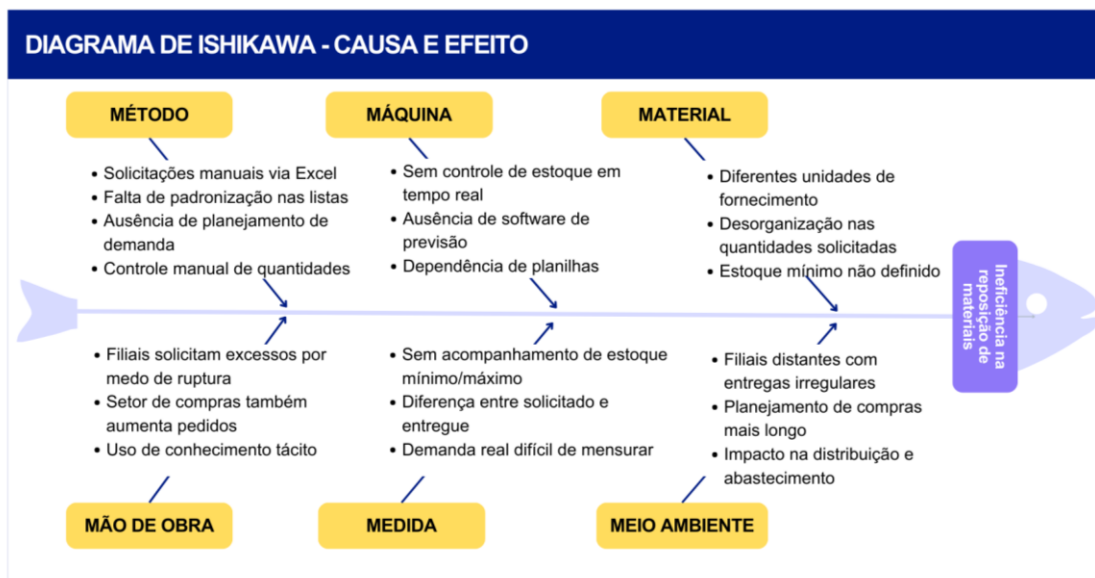 DIAGRAMA DE ISHIKAWA - CAUSA E EFEITO
MÉTODO
• Solicitações manuais via Excel
• Falta de padronização nas listas
• Ausência de planejamento de
demanda
• Controle manual de quantidades
MÁQUINA
• Sem controle de estoque em
tempo real
• Ausência de software de
previsão
• Dependência de planilhas
MATERIAL
• Diferentes unidades de
fornecimento
• Desorganização nas
quantidades solicitadas
• Estoque mínimo não definido
Ineficiência na
reposição de
materiais
• Filiais solicitam excessos por
medo de ruptura
• Setor de compras também
aumenta pedidos
• Uso de conhecimento tácito
MÃO DE OBRA
• Sem acompanhamento de estoque
mínimo/máximo
• Diferença entre solicitado e
entregue
• Demanda real difícil de mensurar
MEDIDA
• Filiais distantes com
entregas irregulares
• Planejamento de compras
mais longo
• Impacto na distribuição e
abastecimento
MEIO AMBIENTE